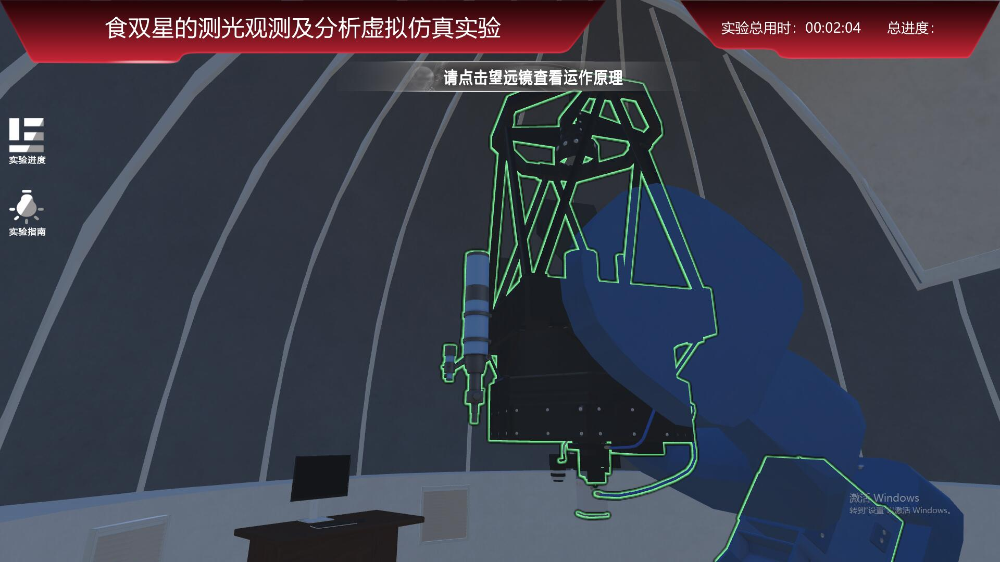 食双星的测光观测及分析虚拟仿真实验
实验总用时：00:02:04 总进度：
请点击望远镜查看运作原理
实验进度
实验指南
激活 Windows
转到"设置"以激活 Windows。